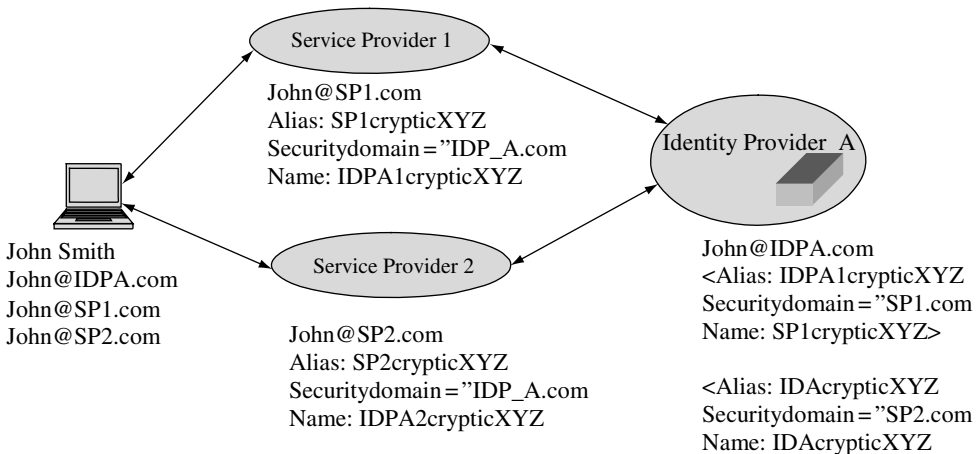 Service Provider 1
John@SP1.com
Alias: SP1crypticXYZ
Securitydomain=”IDP_A.com
Name: IDPA1crypticXYZ
Identity Provider_A
John Smith
John@IDPA.com
John@SP1.com
John@SP2.com
Service Provider 2
John@SP2.com
Alias: SP2crypticXYZ
Securitydomain=”IDP_A.com
Name: IDPA2crypticXYZ
John@IDPA.com
<Alias: IDPA1crypticXYZ
Securitydomain=”SP1.com
Name: SP1crypticXYZ>
<Alias: IDAcrypticXYZ
Securitydomain=”SP2.com
Name: IDAcrypticXYZ